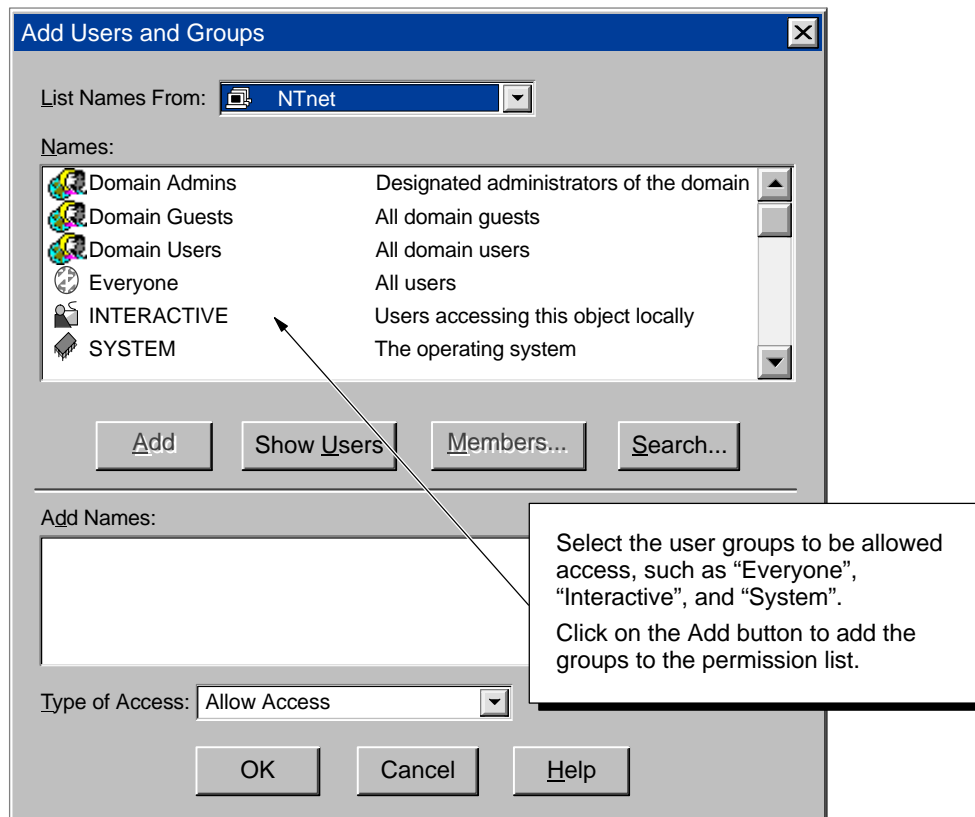 Add Users and Groups
List Names From: NTnet
Names:
Domain Admins Designated administrators of the domain
Domain Guests All domain guests
Domain Users All domain users
Everyone All users
INTERACTIVE Users accessing this object locally
SYSTEM The operating system
Add Show Users Members... Search...
Add Names:
Select the user groups to be allowed
access, such as “Everyone”,
“Interactive”, and “System”.
Click on the Add button to add the
groups to the permission list.
Type of Access: Allow Access
OK Cancel Help